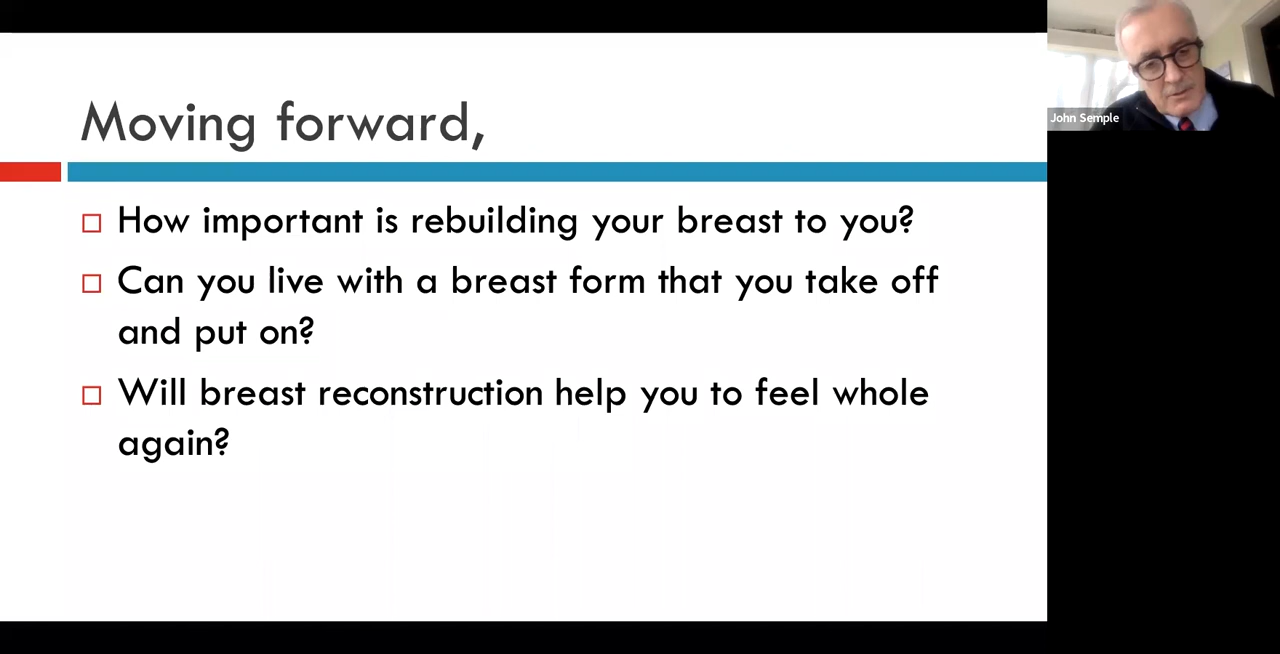 Moving forward,
How important is rebuilding your breast to you?
Can you live with a breast form that you take off
and put on?
Will breast reconstruction help you to feel whole
again?
John Semple